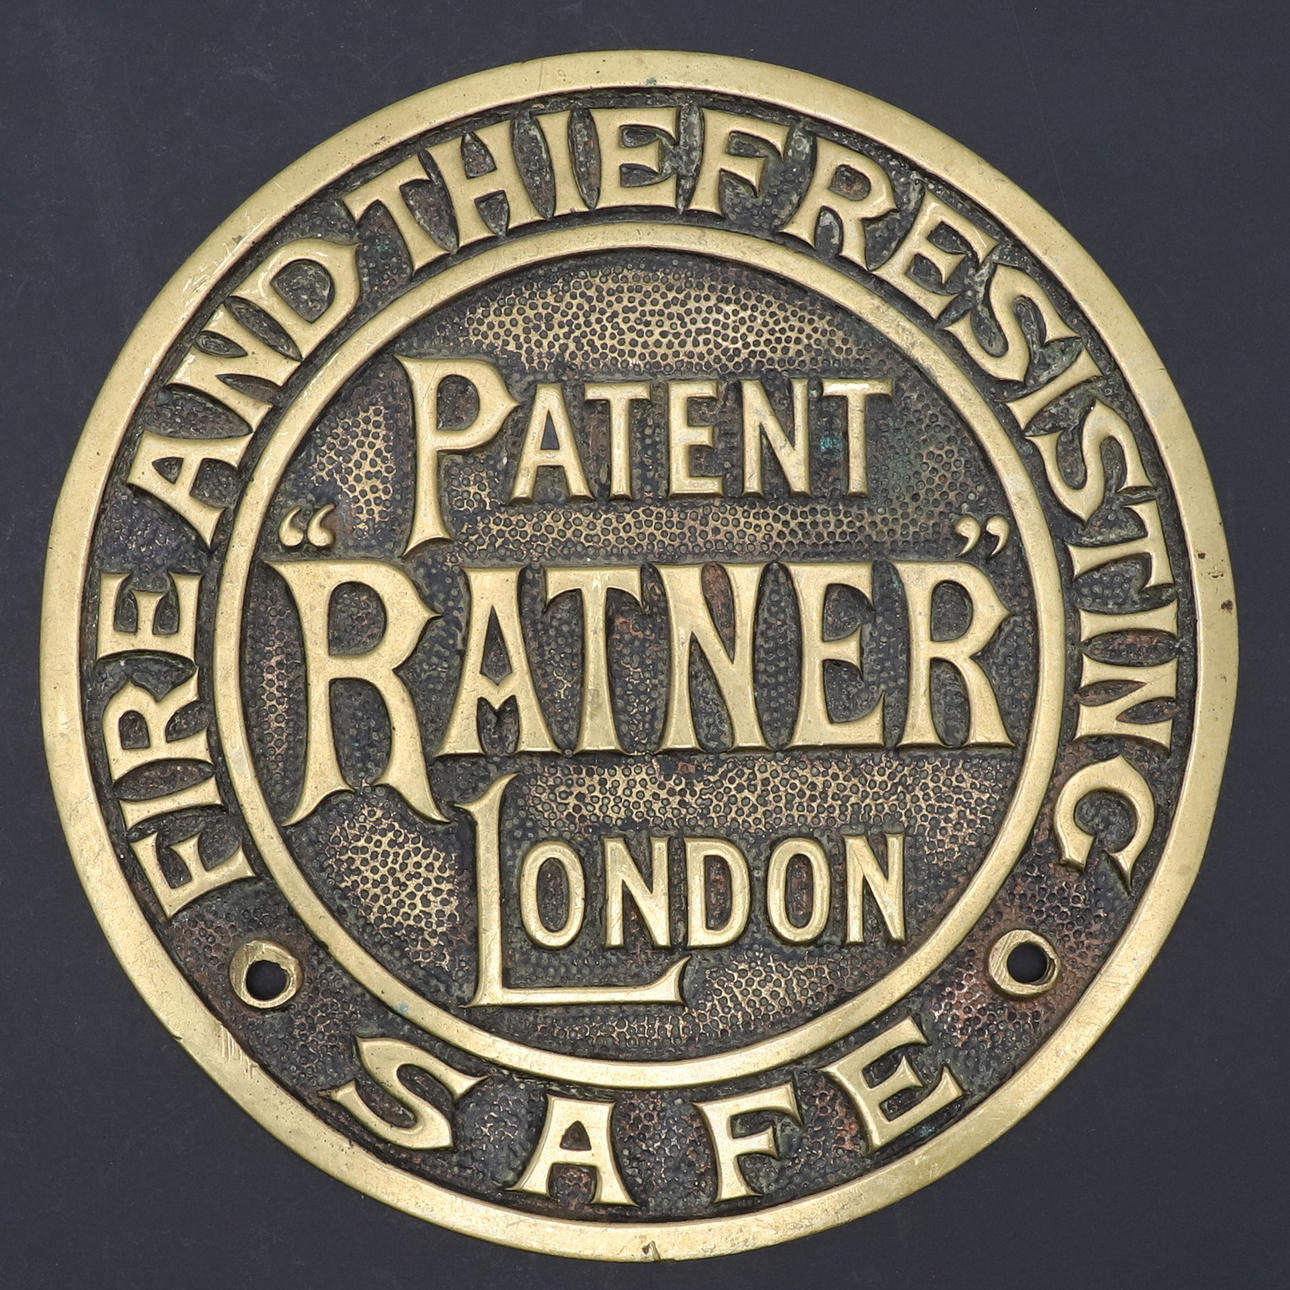 FIRE AND THIEF RESISTING
PATENT
“RATNER”
LONDON
SAFE